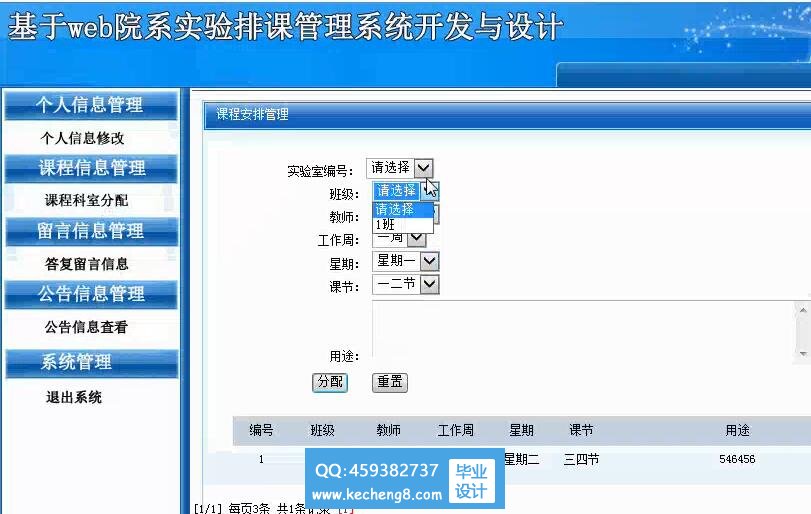 基于web院系实验排课管理系统开发与设计
个人信息管理
个人信息修改
课程信息管理
课程科室分配
留言信息管理
答复留言信息
公告信息管理
公告信息查看
系统管理
退出系统
课程安排管理
实验室编号: 请选择
班级: 请选择
请选择
1班
教师:
工作周: 一周
星期: 星期一
课节: 一二节
用途:
分配 重置
编号 班级 教师 工作周 星期 课节 用途
1 星期二 三四节 546456
QQ:459382737
www.kecheng8.com
毕业
设计
[1/1] 每页3条 共1条记录 [1]